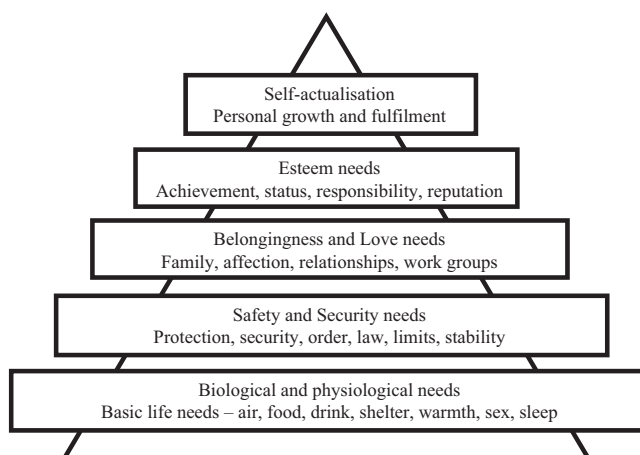 Self-actualisation
Personal growth and fulfilment
Esteem needs
Achievement, status, responsibility, reputation
Belongingness and Love needs
Family, affection, relationships, work groups
Safety and Security needs
Protection, security, order, law, limits, stability
Biological and physiological needs
Basic life needs – air, food, drink, shelter, warmth, sex, sleep